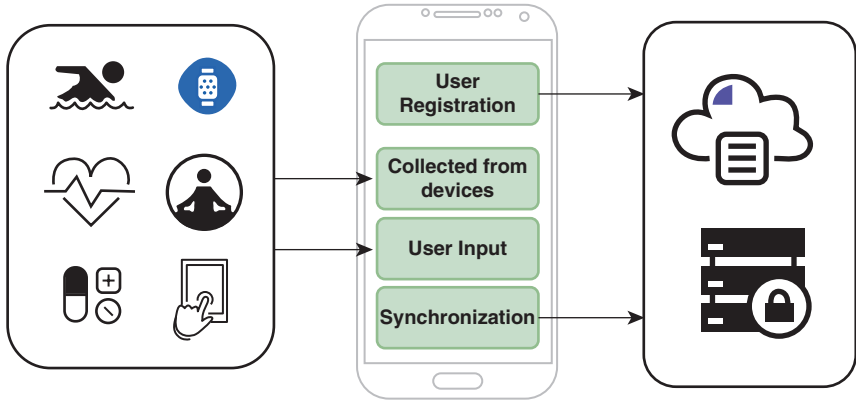 User
Registration
Collected from
devices
User Input
Synchronization